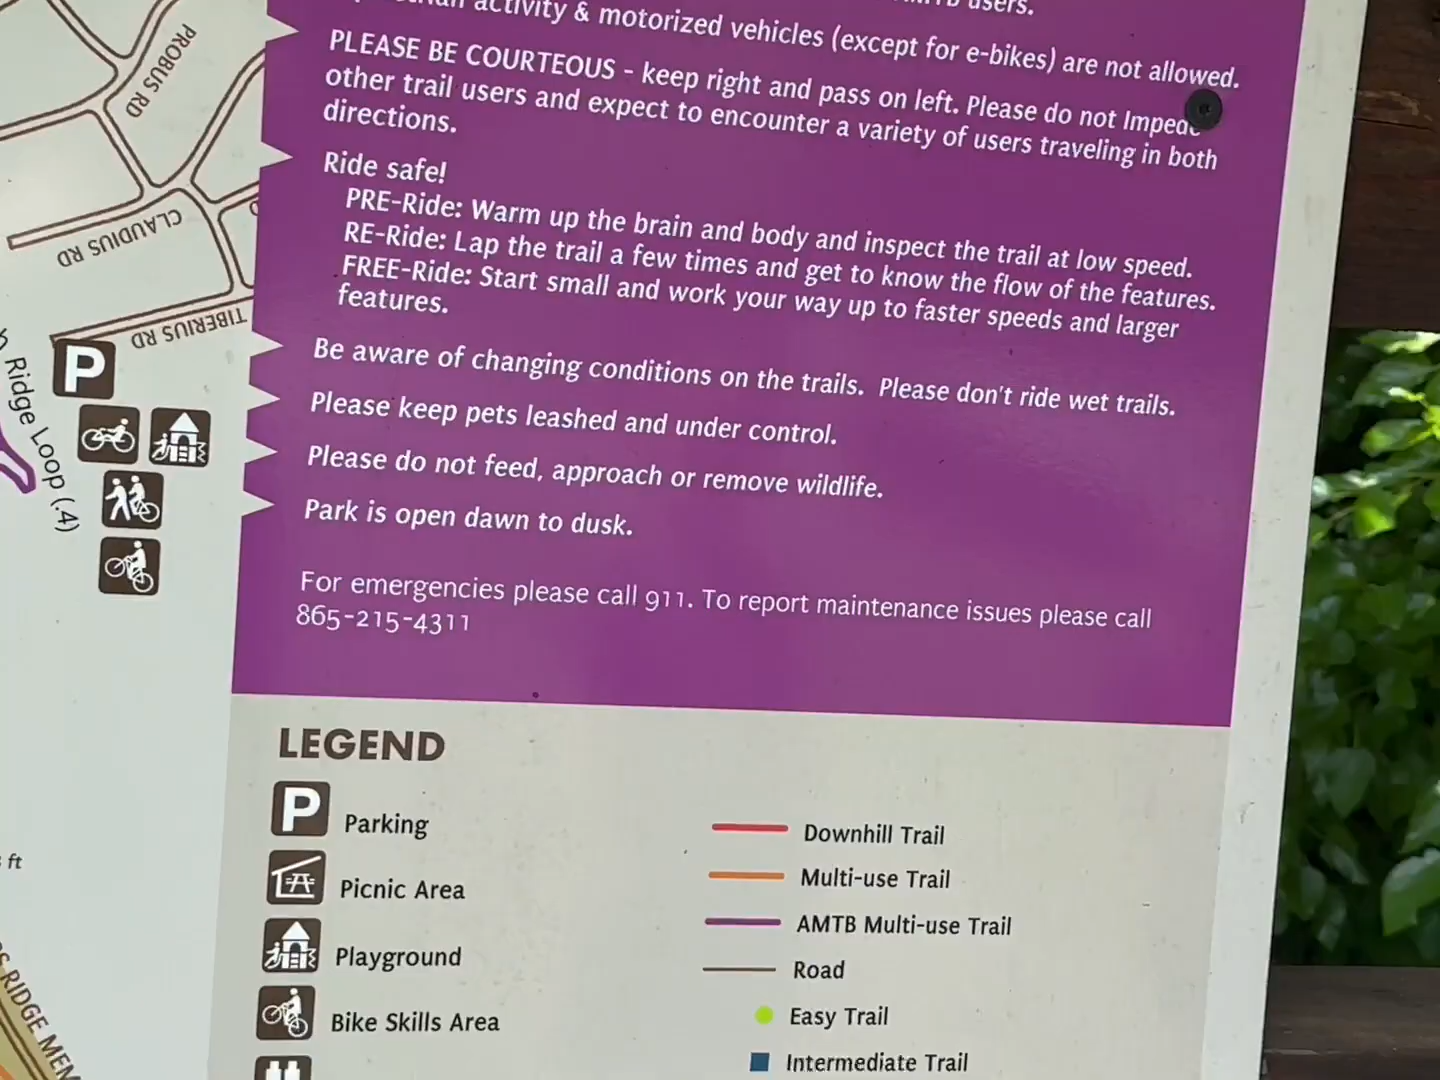 users.
activity & motorized vehicles (except for e-bikes) are not allowed.
PLEASE BE COURTEOUS - keep right and pass on left. Please do not Impede
other trail users and expect to encounter a variety of users traveling in both
directions.
Ride safe!
PRE-Ride: Warm up the brain and body and inspect the trail at low speed.
RE-Ride: Lap the trail a few times and get to know the flow of the features.
FREE-Ride: Start small and work your way up to faster speeds and larger
features.
Be aware of changing conditions on the trails. Please don't ride wet trails.
Please keep pets leashed and under control.
Please do not feed, approach or remove wildlife.
Park is open dawn to dusk.
For emergencies please call 911. To report maintenance issues please call
865-215-4311
PROBUS RD
CLAUDIUS RD
TIBERIUS RD
P
Ridge Loop (.4)
ft
RIDGE
LEGEND
P Parking
Picnic Area
Playground
Bike Skills Area
Downhill Trail
Multi-use Trail
AMTB Multi-use Trail
Road
Easy Trail
Intermediate Trail